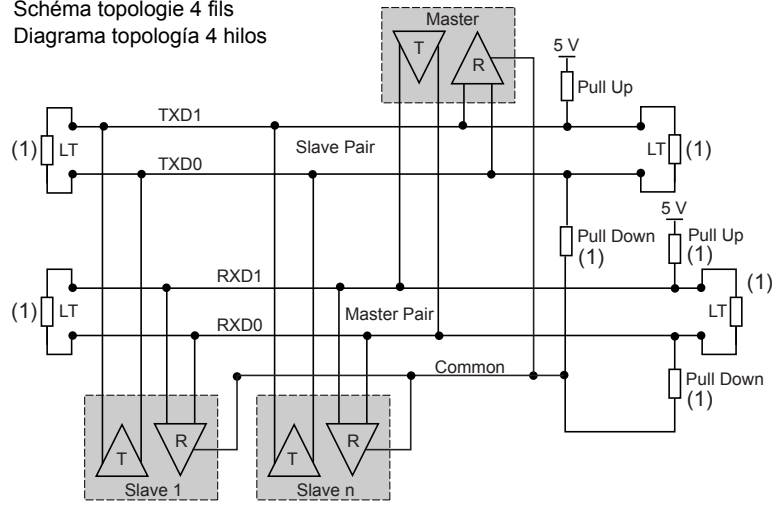 Schéma topologie 4 fils
Diagrama topología 4 hilos
Master
T
R
5 V
Pull Up
TXD1
(1)
LT
Slave Pair
LT
(1)
TXD0
5 V
Pull Down
(1)
Pull Up
(1)
RXD1
(1)
(1)
LT
Master Pair
LT
RXD0
Common
Pull Down
(1)
T
R
T
R
Slave 1
Slave n